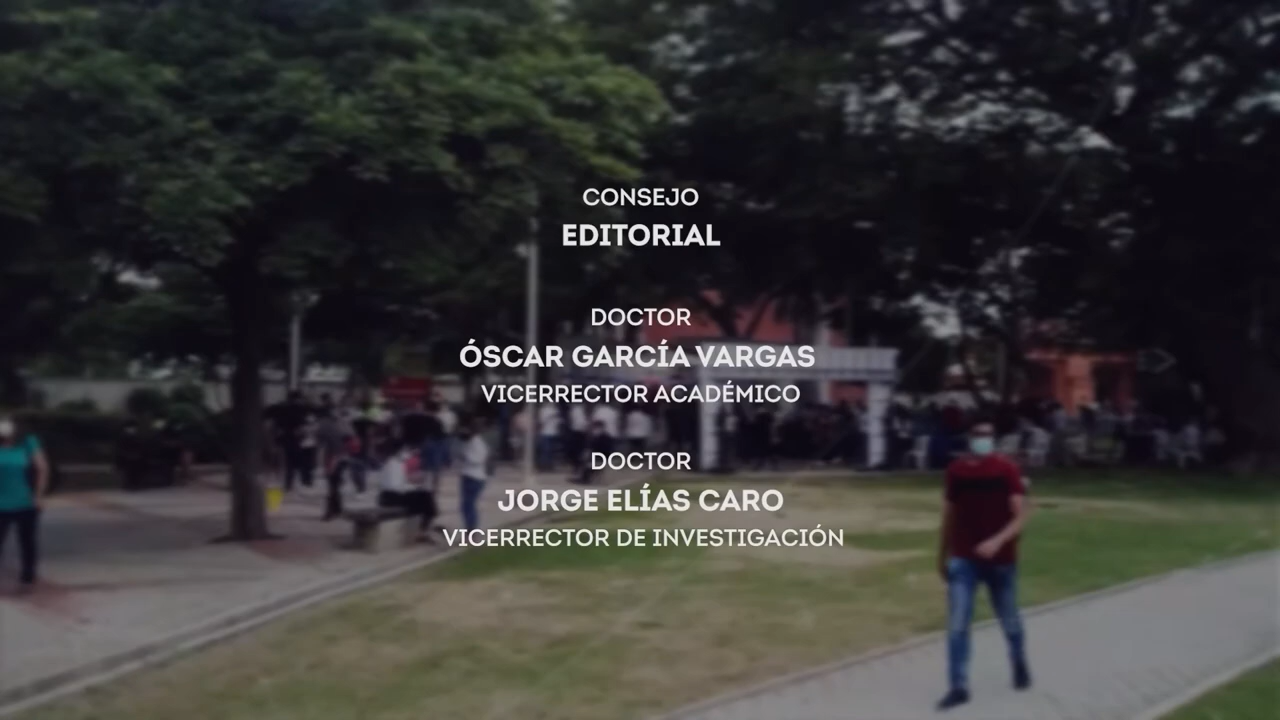 CONSEJO
EDITORIAL
DOCTOR
ÓSCAR GARCÍA VARGAS
VICERRECTOR ACADÉMICO
DOCTOR
JORGE ELÍAS CARO
VICERRECTOR DE INVESTIGACIÓN